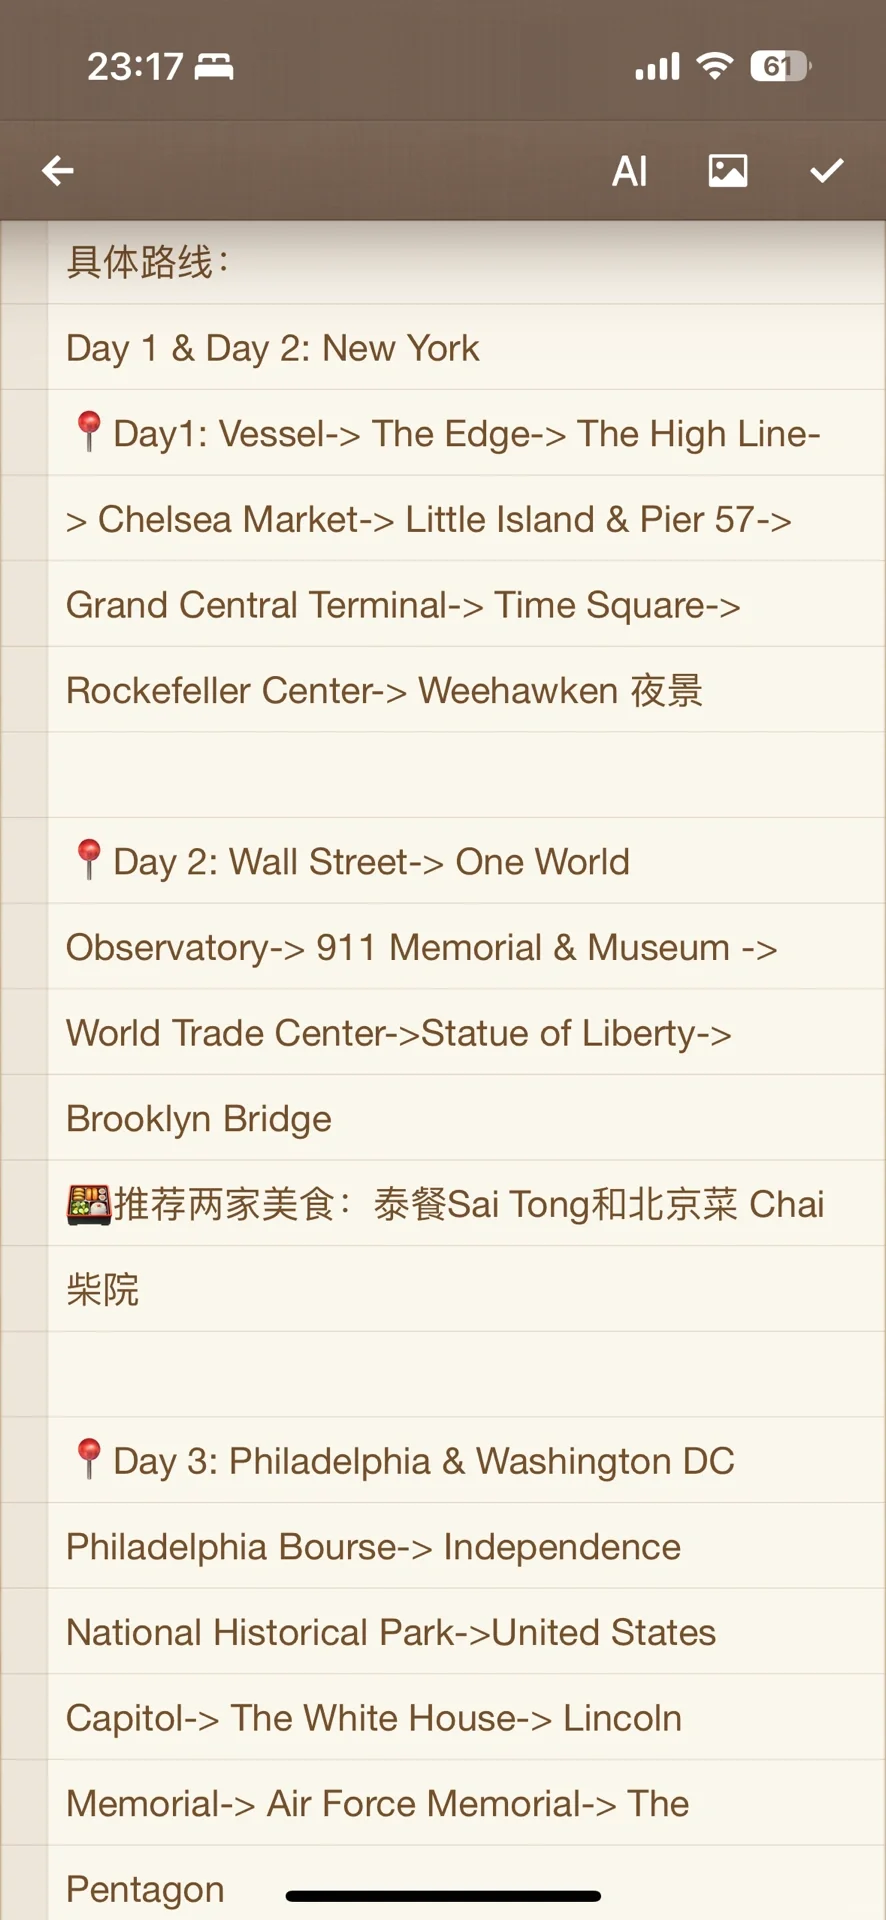 23:17
61
AI
具体路线：
Day 1 & Day 2: New York
📍Day1: Vessel-> The Edge-> The High Line-
> Chelsea Market-> Little Island & Pier 57->
Grand Central Terminal-> Time Square->
Rockefeller Center-> Weehawken 夜景
📍Day 2: Wall Street-> One World
Observatory-> 911 Memorial & Museum ->
World Trade Center->Statue of Liberty->
Brooklyn Bridge
🍱推荐两家美食：泰餐Sai Tong和北京菜 Chai
柴院
📍Day 3: Philadelphia & Washington DC
Philadelphia Bourse-> Independence
National Historical Park->United States
Capitol-> The White House-> Lincoln
Memorial-> Air Force Memorial-> The
Pentagon